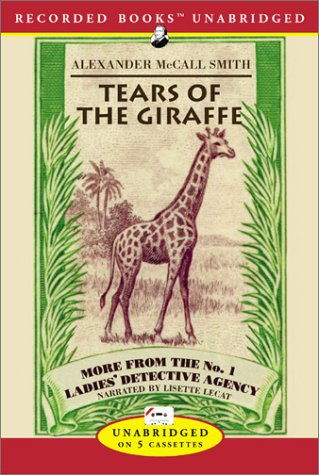 RECORDED BOOKS™ UNABRIDGED
ALEXANDER McCALL SMITH
TEARS OF
THE GIRAFFE
MORE FROM THE No. 1
LADIES' DETECTIVE AGENCY
NARRATED BY LISETTE LECAT
UNABRIDGED
ON 5 CASSETTES